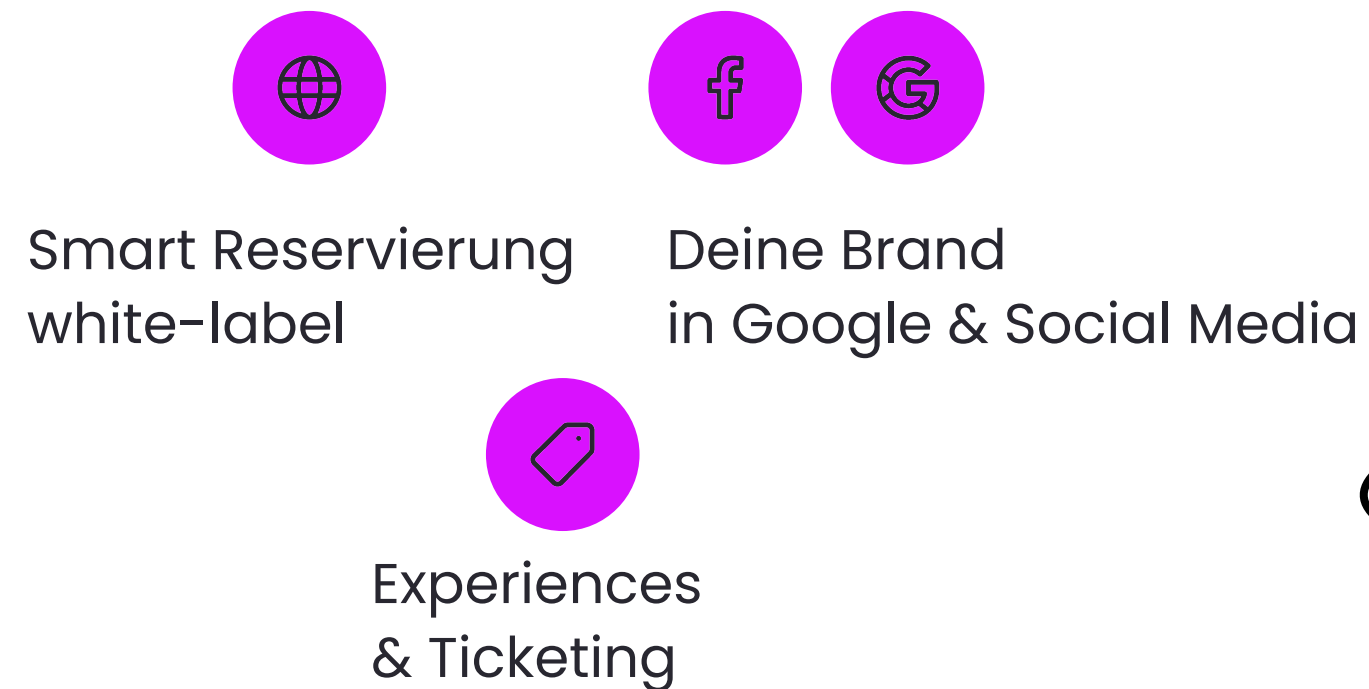 Smart Reservierung
white-label
Deine Brand
in Google & Social Media
Experiences
& Ticketing